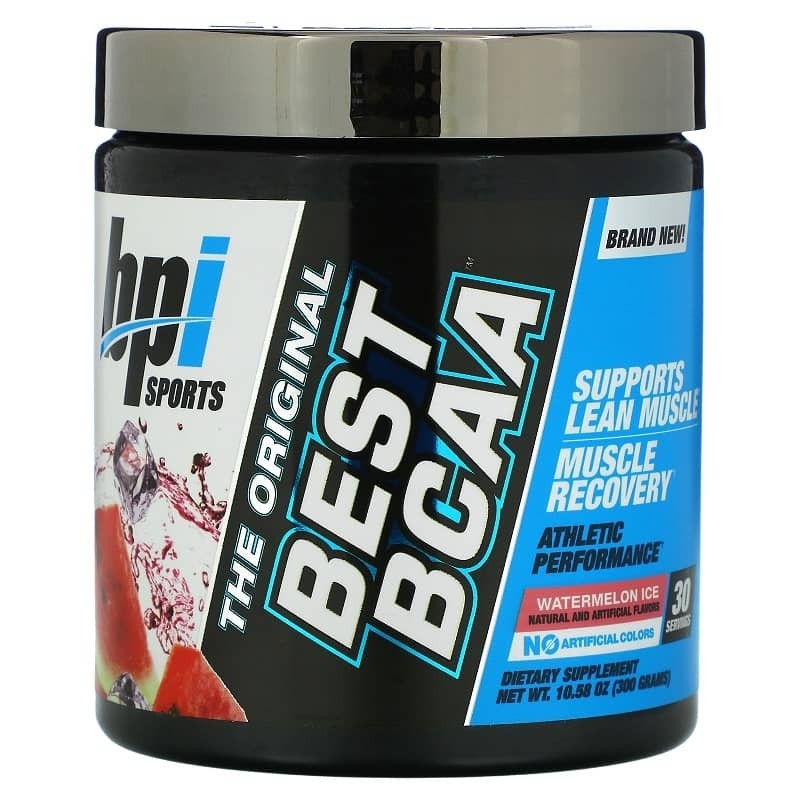 bpi
SPORTS
THE ORIGINAL
BEST
BCAA™
BRAND NEW!
SUPPORTS
LEAN MUSCLE†
MUSCLE
RECOVERY†
ATHLETIC
PERFORMANCE†
WATERMELON ICE
NATURAL AND ARTIFICIAL FLAVORS
30
SERVINGS
NO ARTIFICIAL COLORS
DIETARY SUPPLEMENT
NET WT. 10.58 OZ (300 GRAMS)